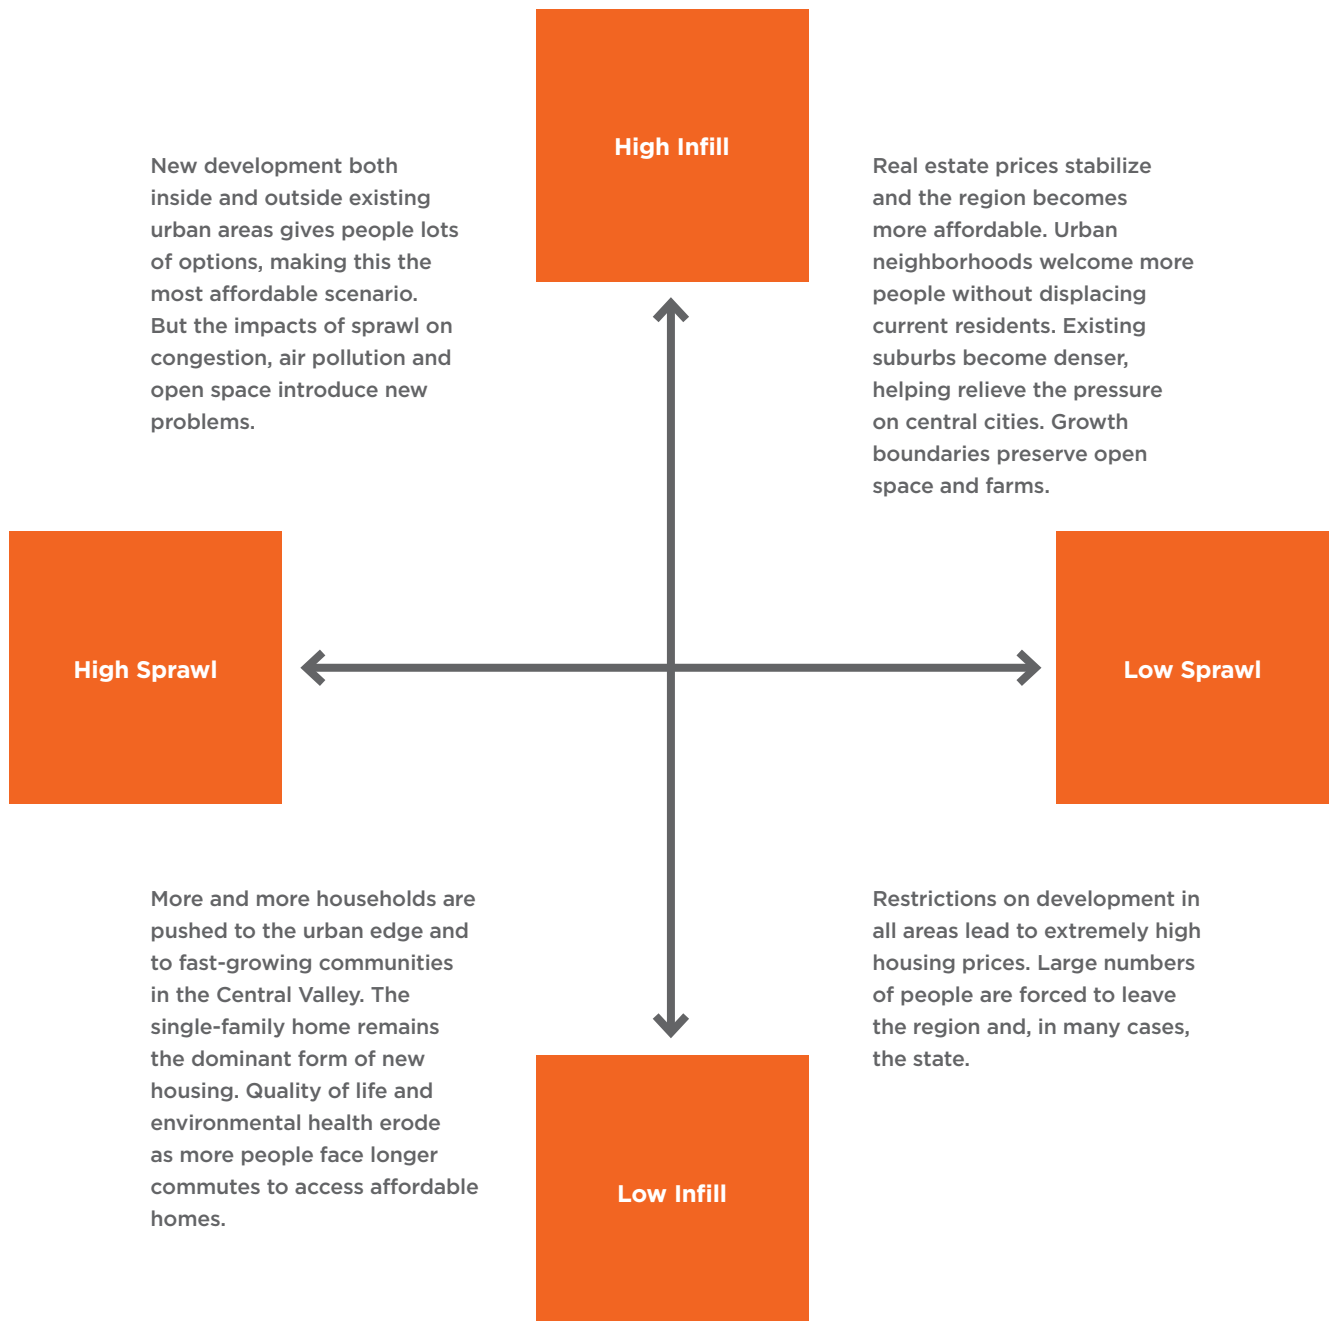 High Infill
New development both
inside and outside existing
urban areas gives people lots
of options, making this the
most affordable scenario.
But the impacts of sprawl on
congestion, air pollution and
open space introduce new
problems.
Real estate prices stabilize
and the region becomes
more affordable. Urban
neighborhoods welcome more
people without displacing
current residents. Existing
suburbs become denser,
helping relieve the pressure
on central cities. Growth
boundaries preserve open
space and farms.
High Sprawl
Low Sprawl
More and more households are
pushed to the urban edge and
to fast-growing communities
in the Central Valley. The
single-family home remains
the dominant form of new
housing. Quality of life and
environmental health erode
as more people face longer
commutes to access affordable
homes.
Restrictions on development in
all areas lead to extremely high
housing prices. Large numbers
of people are forced to leave
the region and, in many cases,
the state.
Low Infill